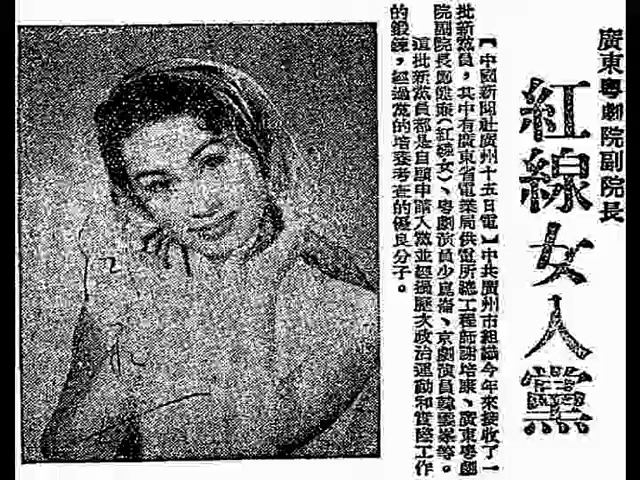 廣東粵劇院副院長
紅線女入黨
【中國新聞社廣州十五日電】中共廣州市組織今年來接收了一
批新黨員,其中有廣東省電業局供電所總工程師謝培康、廣東粵劇
院副院長鄺健廉(紅線女)、粵劇演員少崑崙、京劇演員韓雲峯等。
這批新黨員都是自願申請入黨並經過歷次政治運動和實際工作
的鍛鍊,經過黨的培養考查的優良分子。